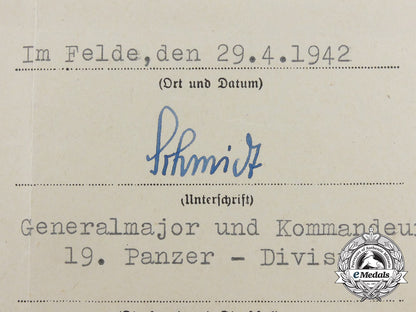 Im Felde, den 29.4.1942
(Ort und Datum)
Schmidt
(Unterschrift)
Generalmajor und Kommandeur
19. Panzer - Divis
eMedals